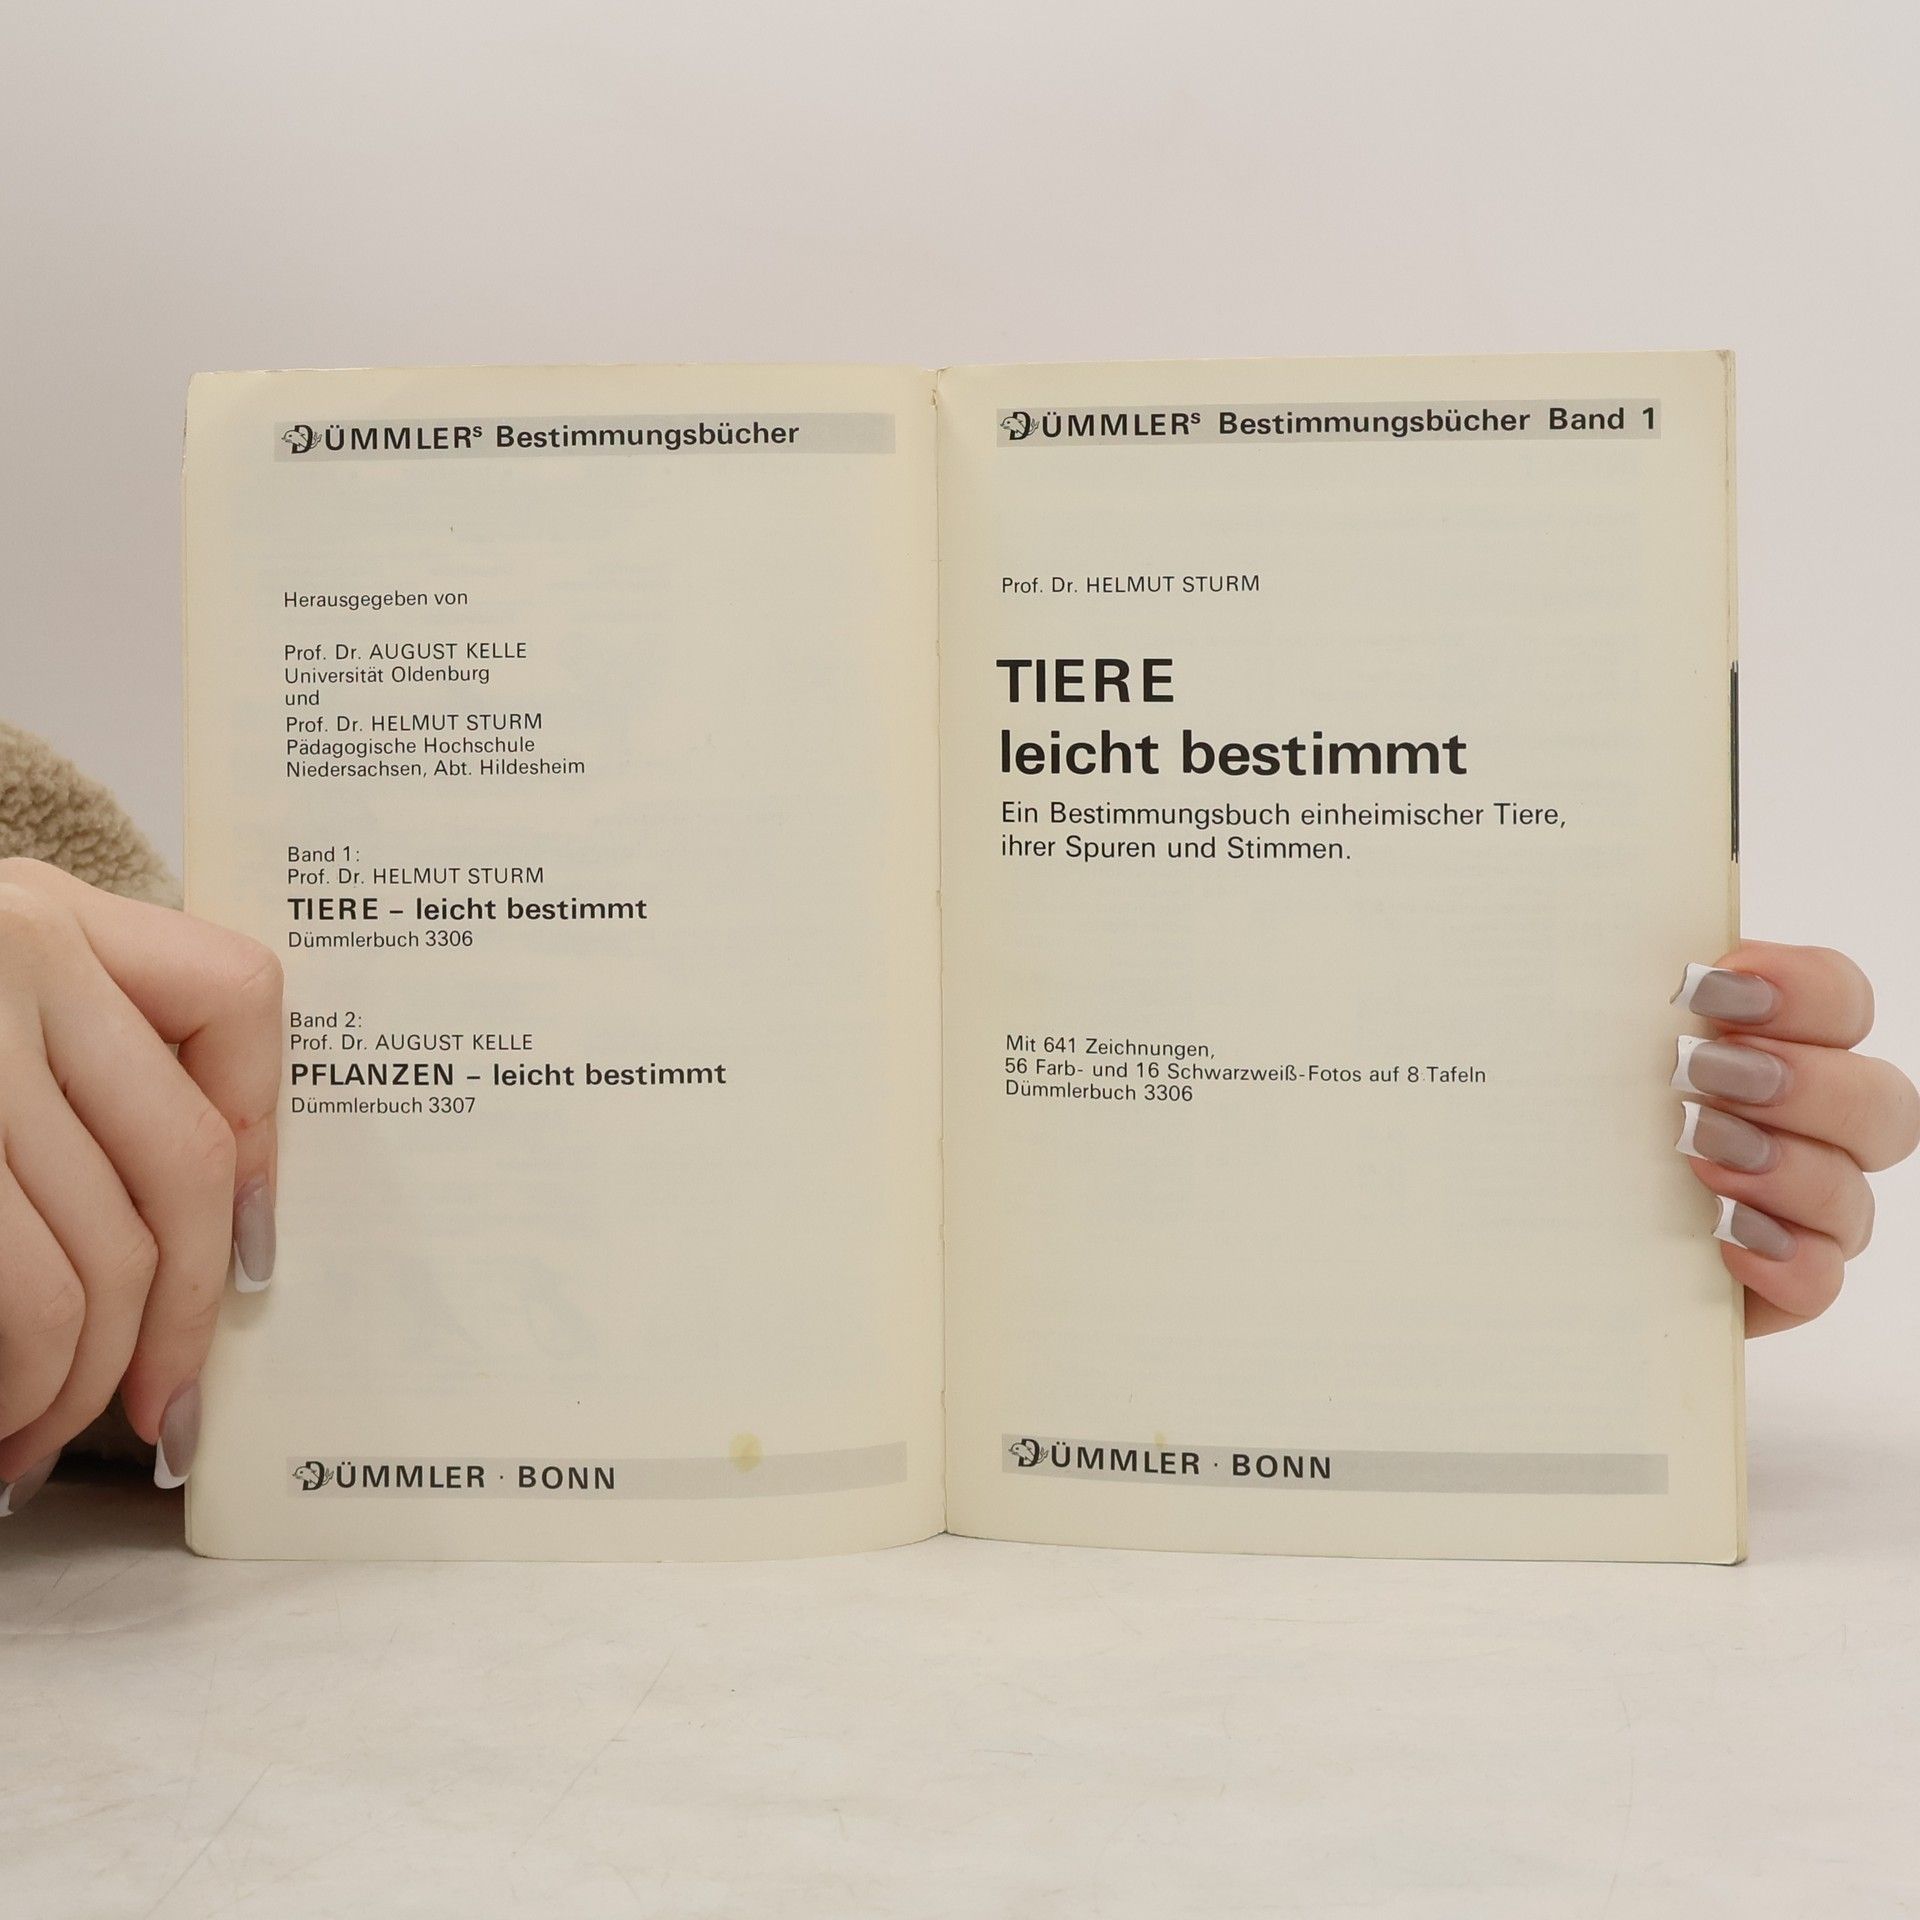 DÜMMLERs Bestimmungsbücher
Herausgegeben von
Prof. Dr. AUGUST KELLE
Universität Oldenburg
und
Prof. Dr. HELMUT STURM
Pädagogische Hochschule
Niedersachsen, Abt. Hildesheim
Band 1:
Prof. Dr. HELMUT STURM
TIERE – leicht bestimmt
Dümmlerbuch 3306
Band 2:
Prof. Dr. AUGUST KELLE
PFLANZEN – leicht bestimmt
Dümmlerbuch 3307
DÜMMLER · BONN
DÜMMLERs Bestimmungsbücher Band 1
Prof. Dr. HELMUT STURM
TIERE
leicht bestimmt
Ein Bestimmungsbuch einheimischer Tiere,
ihrer Spuren und Stimmen.
Mit 641 Zeichnungen,
56 Farb- und 16 Schwarzweiß-Fotos auf 8 Tafeln
Dümmlerbuch 3306
DÜMMLER · BONN